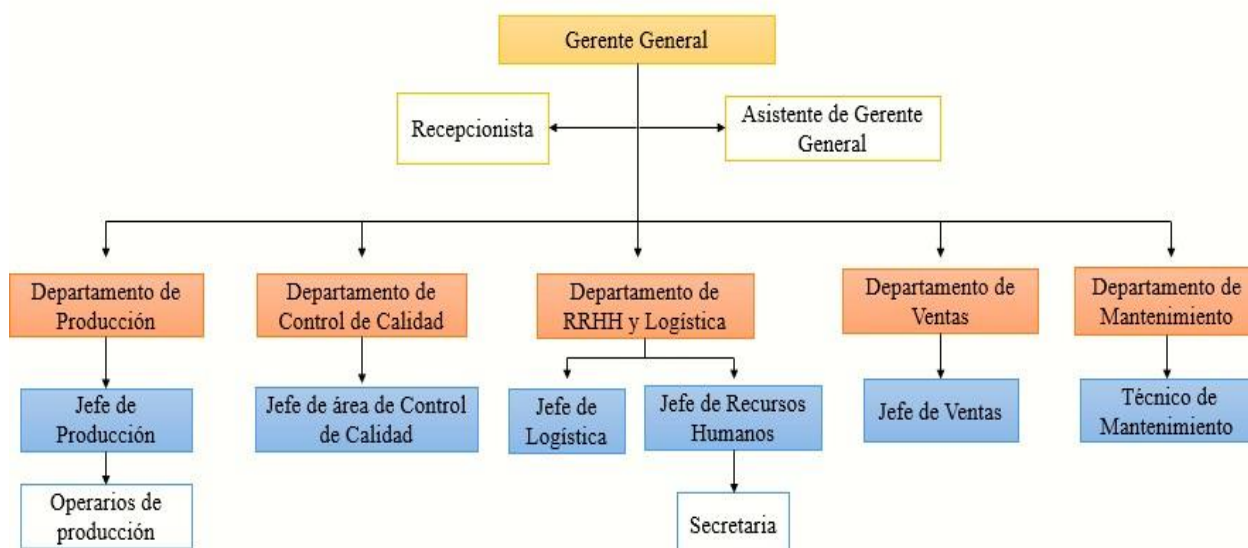 Gerente General
Recepcionista
Asistente de Gerente
General
Departamento de
Producción
Departamento de
Control de Calidad
Departamento de
RRHH y Logística
Departamento de
Ventas
Departamento de
Mantenimiento
Jefe de
Producción
Jefe de área de Control
de Calidad
Jefe de
Logística
Jefe de Recursos
Humanos
Jefe de Ventas
Técnico de
Mantenimiento
Operarios de
producción
Secretaria